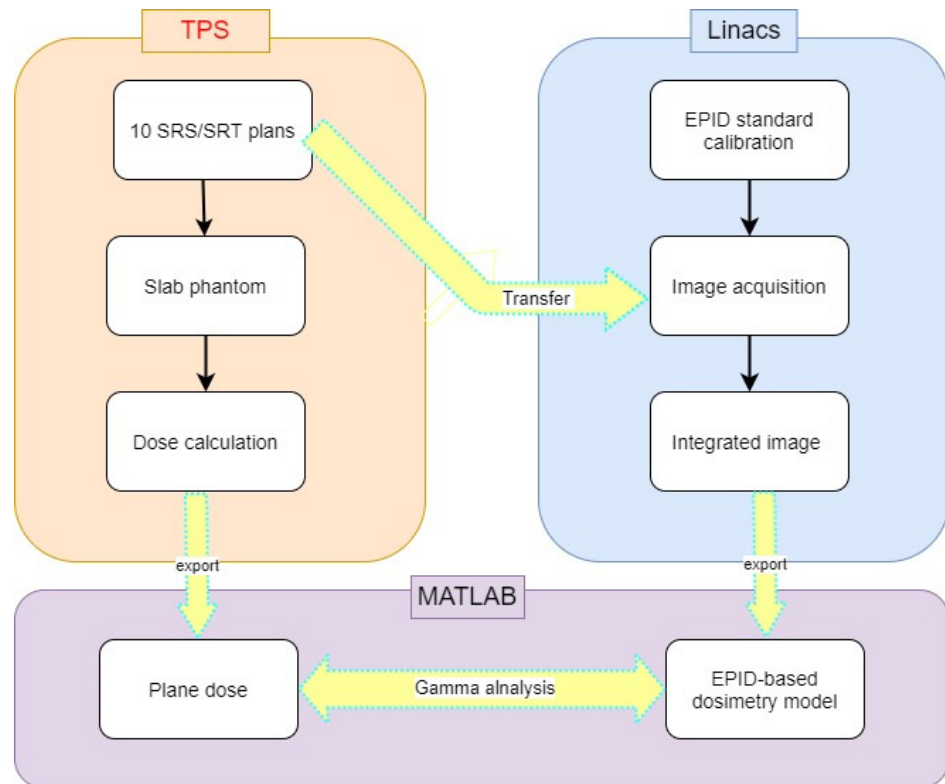 TPS
10 SRS/SRT plans
Slab phantom
Dose calculation
export
Transfer
Linacs
EPID standard
calibration
Image acquisition
Integrated image
export
MATLAB
Plane dose
Gamma alnalysis
EPID-based
dosimetry model